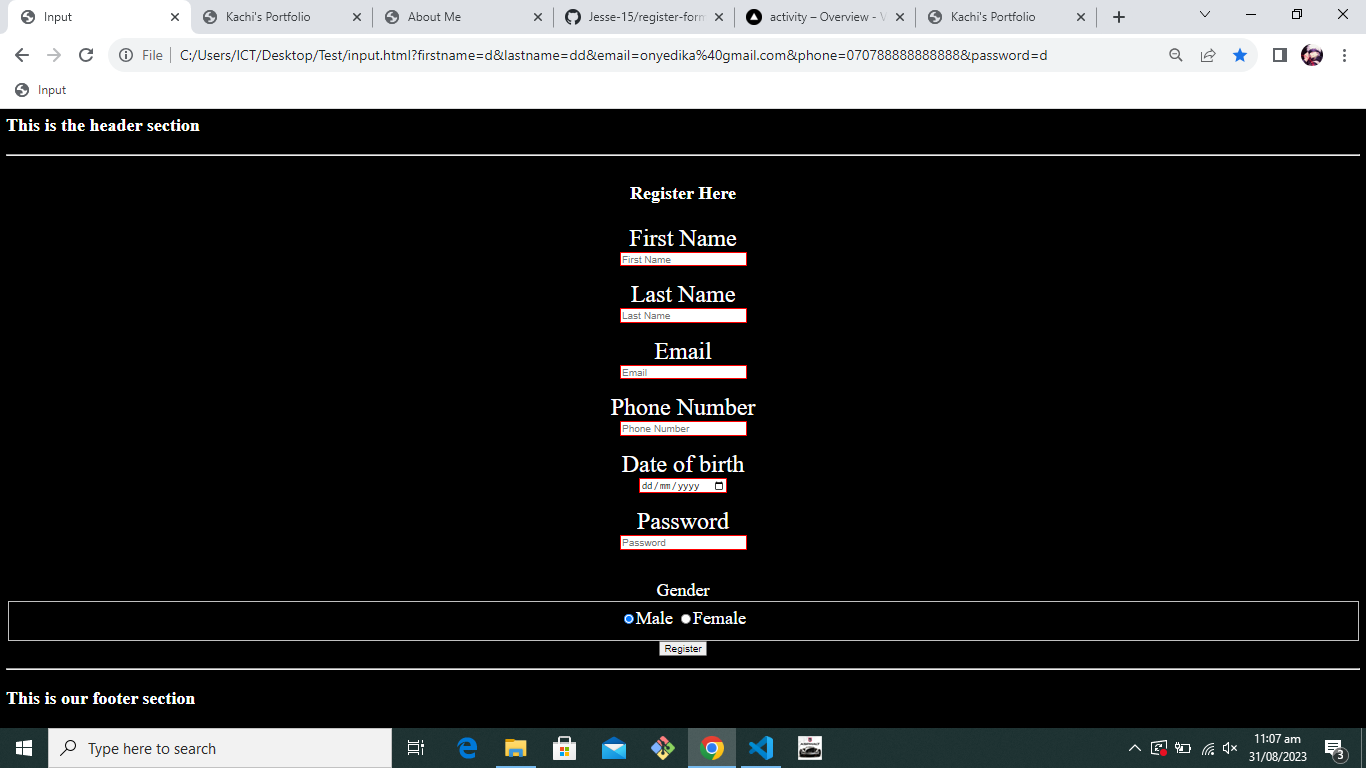 Input
Kachi's Portfolio
About Me
Jesse-15/register-form
activity – Overview - V
Kachi's Portfolio
File | C:/Users/ICT/Desktop/Test/input.html?firstname=d&lastname=dd&email=onyedika%40gmail.com&phone=070788888888888&password=d
Input
This is the header section
Register Here
First Name
First Name
Last Name
Last Name
Email
Email
Phone Number
Phone Number
Date of birth
dd/mm/yyyy
Password
Password
Gender
Male Female
Register
This is our footer section
Type here to search
11:07 am
31/08/2023
3